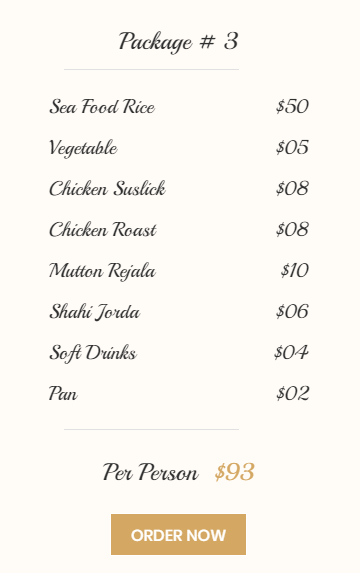 Package # 3
Sea Food Rice $50
Vegetable $05
Chicken Suslick $08
Chicken Roast $08
Mutton Rejala $10
Shahi Jorda $06
Soft Drinks $04
Pan $02
Per Person $93
ORDER NOW